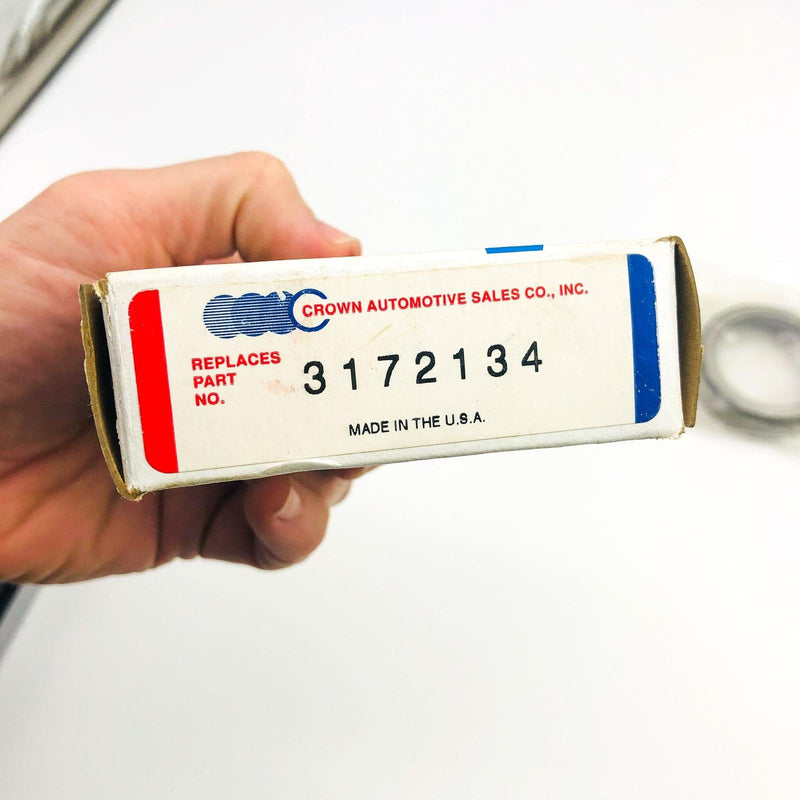 CROWN AUTOMOTIVE SALES CO., INC.
REPLACES
PART
NO.
3172134
MADE IN THE U.S.A.